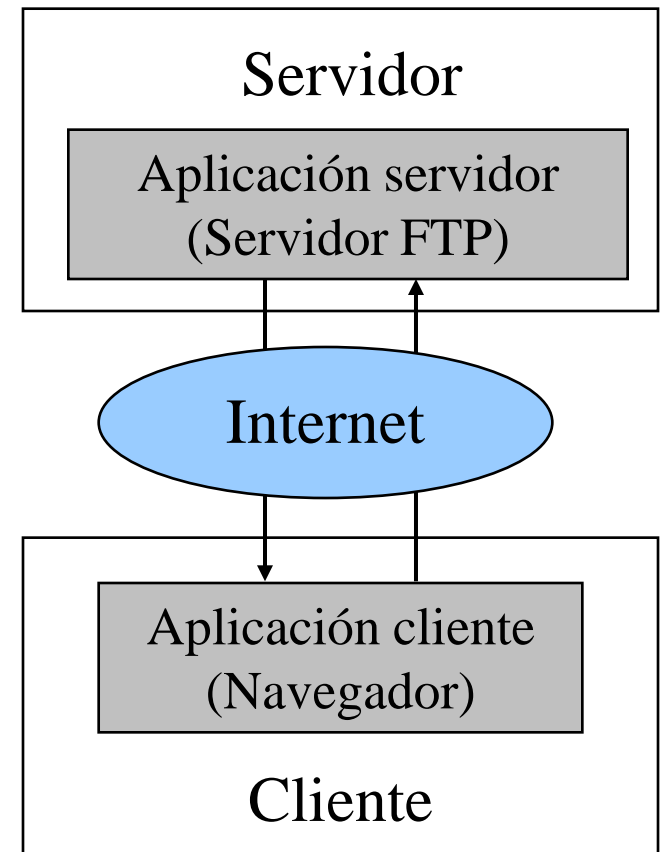 Servidor
Aplicación servidor
(Servidor FTP)
Internet
Aplicación cliente
(Navegador)
Cliente